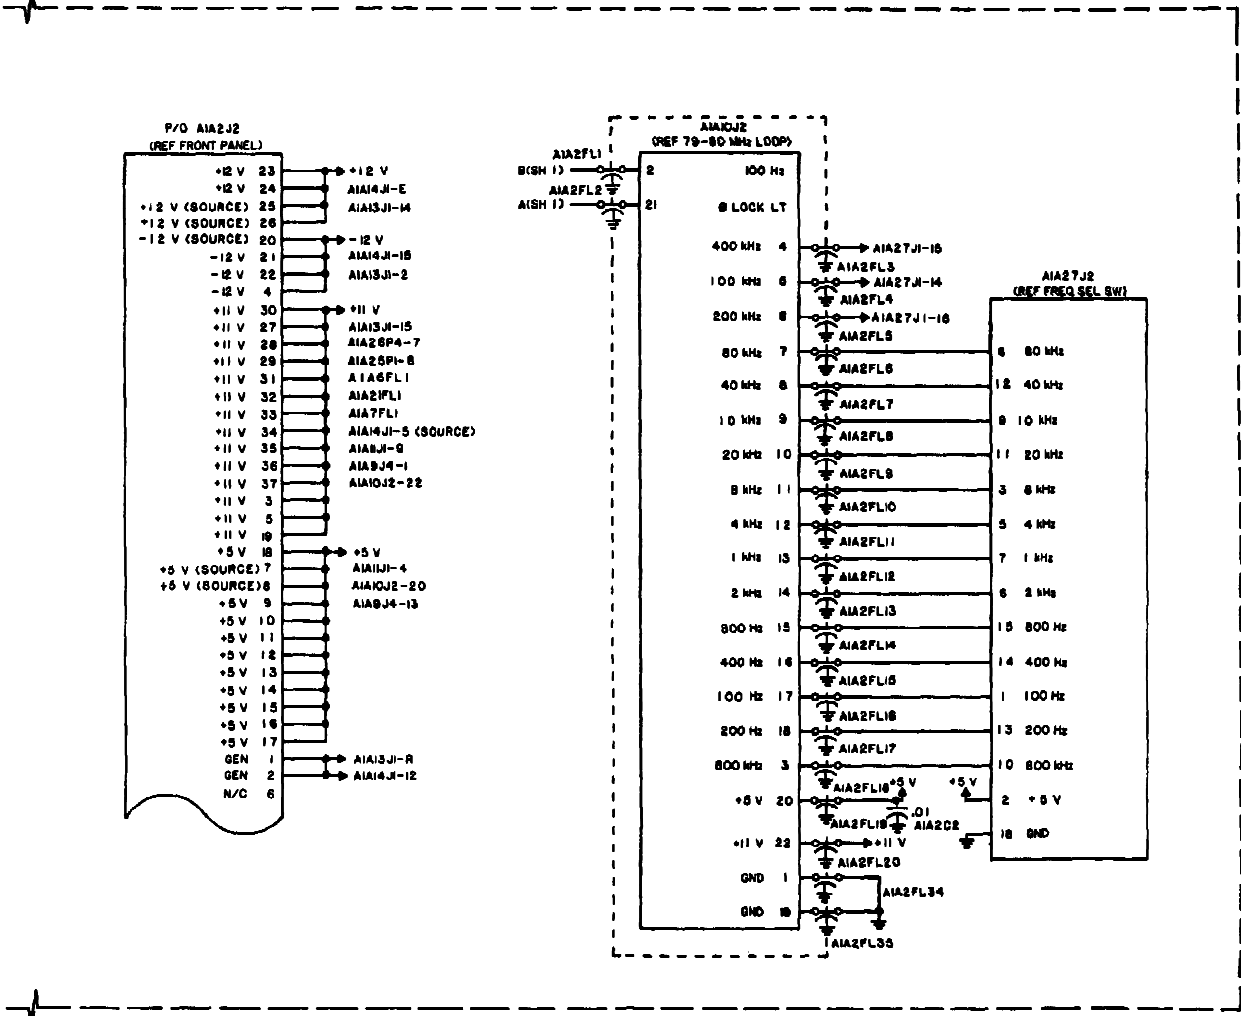 P/O A1A2J2
(REF FRONT PANEL)
+12 V 23 +12 V
+12 V 24 A1A14J1-E
+12 V (SOURCE) 25 A1A13J1-14
+12 V (SOURCE) 26
-12 V (SOURCE) 20 -12 V
-12 V 21 A1A14J1-15
-12 V 22 A1A13J1-2
-12V 4
+11 V 30 +11 V
+11 V 27 A1A13J1-15
+11 V 28 A1A26P4-7
+11 V 29 A1A25P1-8
+11 V 31 A1A6FL1
+11 V 32 A1A21FL1
+11 V 33 A1A7FL1
+11 V 34 A1A14J1-5 (SOURCE)
+11 V 35 A1A8J1-9
+11 V 36 A1A9J4-1
+11 V 37 A1A10J2-22
+11 V 3
+11 V 5
+11 V 19
+5 V 18 +5 V
+5 V (SOURCE) 7 A1A11J1-4
+5 V (SOURCE) 8 A1A10J2-20
+5 V 9 A1A9J4-13
+5 V 10
+5 V 11
+5 V 12
+5 V 13
+5 V 14
+5 V 15
+5 V 16
+5 V 17
GEN 1 A1A13J1-R
GEN 2 A1A14J1-12
N/C 6
A1A10J2
(REF 79-80 MHz LOOP)
A1A2FL1
B(SH 1) 2 100 Hz
A1A2FL2
A(SH 1) 21 θ LOCK LT
400 kHz 4 A1A27J1-15
A1A2FL3
100 kHz 6 A1A27J1-14
A1A2FL4
200 kHz A1A27J1-16
A1A2FL5
80 kHz 7
A1A2FL6
40 kHz 8
A1A2FL7
10 kHz 9
A1A2FL8
20 kHz 10
A1A2FL9
8 kHz 11
A1A2FL10
4 kHz 12
A1A2FL11
1 kHz 13
A1A2FL12
2 kHz 14
A1A2FL13
800 Hz 15
A1A2FL14
400 Hz 16
A1A2FL15
100 Hz 17
A1A2FL16
200 Hz 18
A1A2FL17
800 kHz 3
A1A2FL18 +5 V
+5 V 20
A1A2FL19 .01
A1A2C2
+11 V 22 +11 V
A1A2FL20
GND 1
A1A2FL34
GND 19
A1A2FL35
A1A27J2
(REF FREQ SEL SW)
80 kHz
12 40 kHz
9 10 kHz
11 20 kHz
3 8 kHz
5 4 kHz
7 1 kHz
6 2 kHz
15 800 Hz
14 400 Hz
1 100 Hz
13 200 Hz
10 800 kHz
+5 V
2 +5 V
18 GND